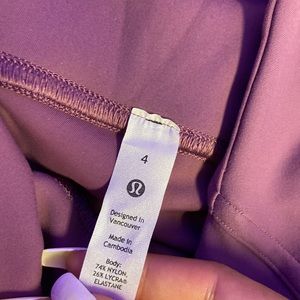 4
Designed in
Vancouver
Made in
Cambodia
Body:
74% NYLON,
26% LYCRA®
ELASTANE